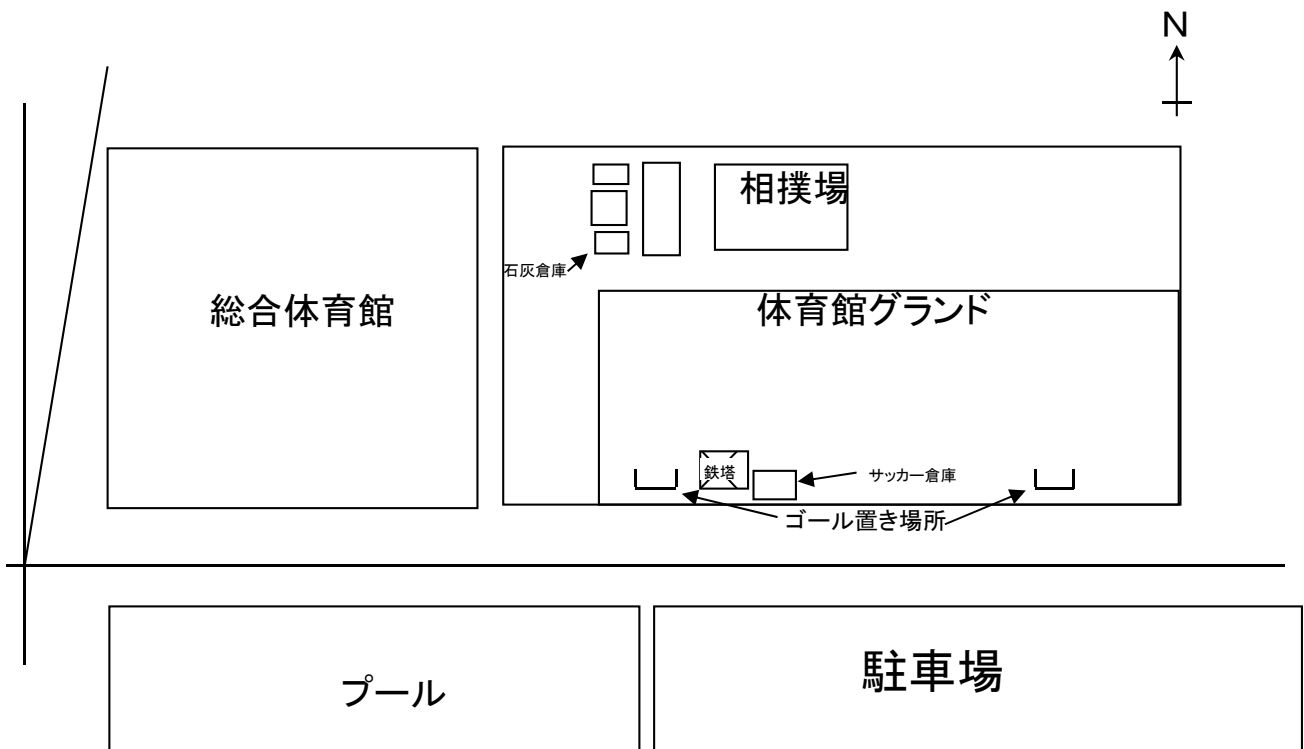 N
相撲場
石灰倉庫
総合体育館
体育館グランド
鉄塔
サッカー倉庫
ゴール置き場所
プール
駐車場